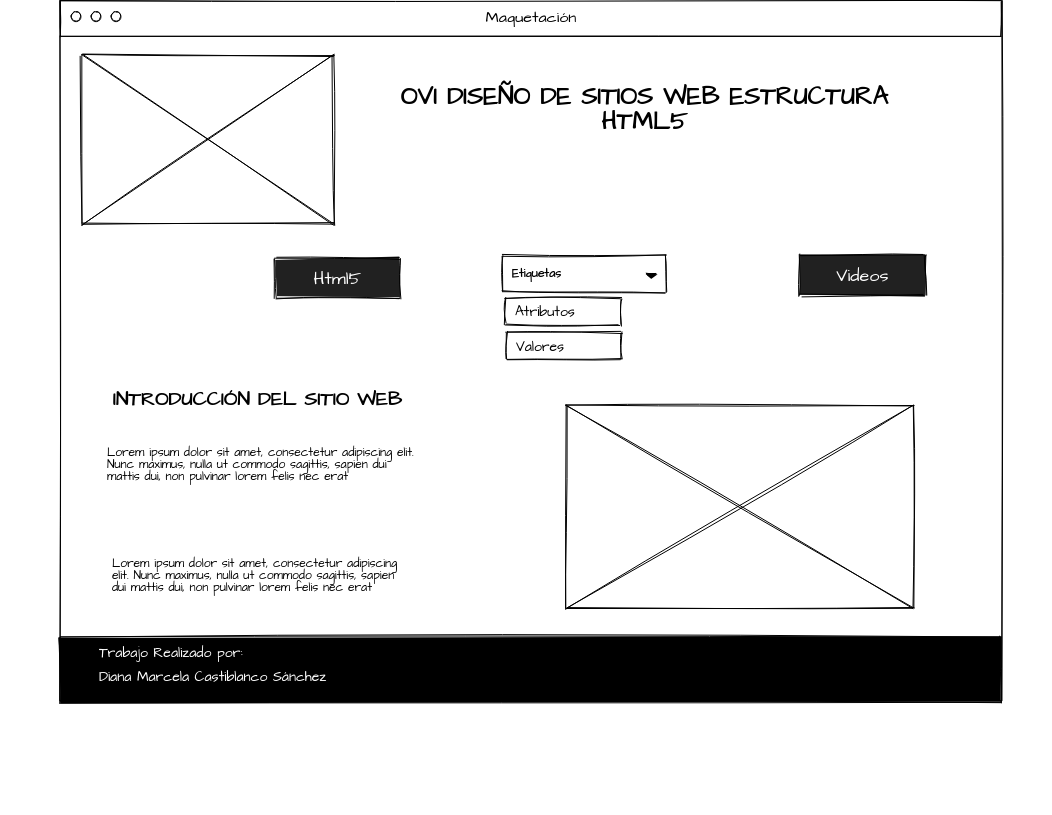 Maquetación
OVI DISEÑO DE SITIOS WEB ESTRUCTURA
HTML5
Html5
Etiquetas
Videos
Atributos
Valores
INTRODUCCIÓN DEL SITIO WEB
Lorem ipsum dolor sit amet, consectetur adipiscing elit.
Nunc maximus, nulla ut commodo sagittis, sapien dui
mattis dui, non pulvinar lorem felis nec erat
Lorem ipsum dolor sit amet, consectetur adipiscing
elit. Nunc maximus, nulla ut commodo sagittis, sapien
dui mattis dui, non pulvinar lorem felis nec erat
Trabajo Realizado por:
Diana Marcela Castiblanco Sánchez